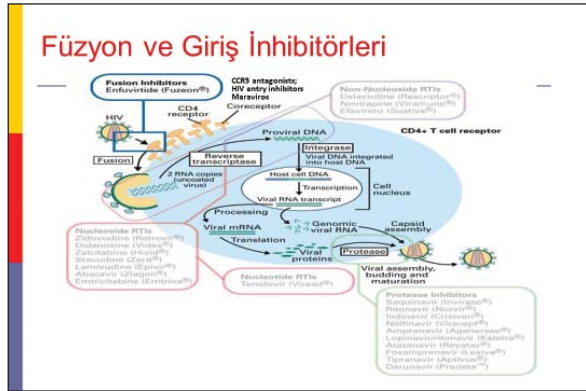 Füzyon ve Giriş İnhibitörleri
Fusion Inhibitors
Enfuvirtide (Fuzeon®)
CCR5 antagonists;
HIV entry inhibitors
Maraviroc
Coreceptor
CD4
receptor
HIV
Fusion
Non-Nucleoside RTIs
Delavirdine (Rescriptor®)
Nevirapine (Viramune®)
Efavirenz (Sustiva®)
CD4+ T cell receptor
Proviral DNA
Reverse
transcriptase
2 RNA copies
(uncoated
virus)
Integrase
Viral DNA integrated
into host DNA
Host cell DNA
Transcription
Viral RNA transcript
Cell
nucleus
Processing
Viral mRNA
Translation
Genomic
viral RNA
Viral
proteins
Capsid
assembly
Protease
Viral assembly,
budding and
maturation
Nucleoside RTIs
Zidovudine (Retrovir®)
Didanosine (Videx®)
Zalcitabine (Hivid®)
Stavudine (Zerit®)
Lamivudine (Epivir®)
Abacavir (Ziagen®)
Emtricitabine (Emtriva®)
Nucleotide RTIs
Tenofovir (Viread®)
Protease Inhibitors
Saquinavir (Invirase®)
Ritonavir (Norvir®)
Indinavir (Crixivan®)
Nelfinavir (Viracept®)
Amprenavir (Agenerase®)
Lopinavir/ritonavir (Kaletra®)
Atazanavir (Reyataz®)
Fosamprenavir (Lexiva®)
Tipranavir (Aptivus®)
Darunavir (Prezista™)